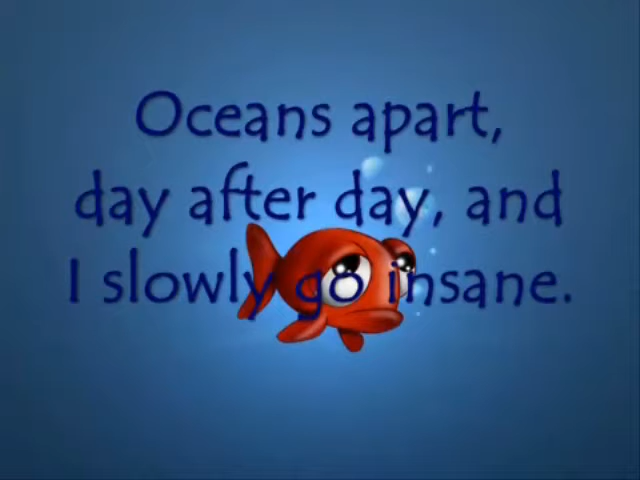 Oceans apart,
day after day, and
I slowly go insane.